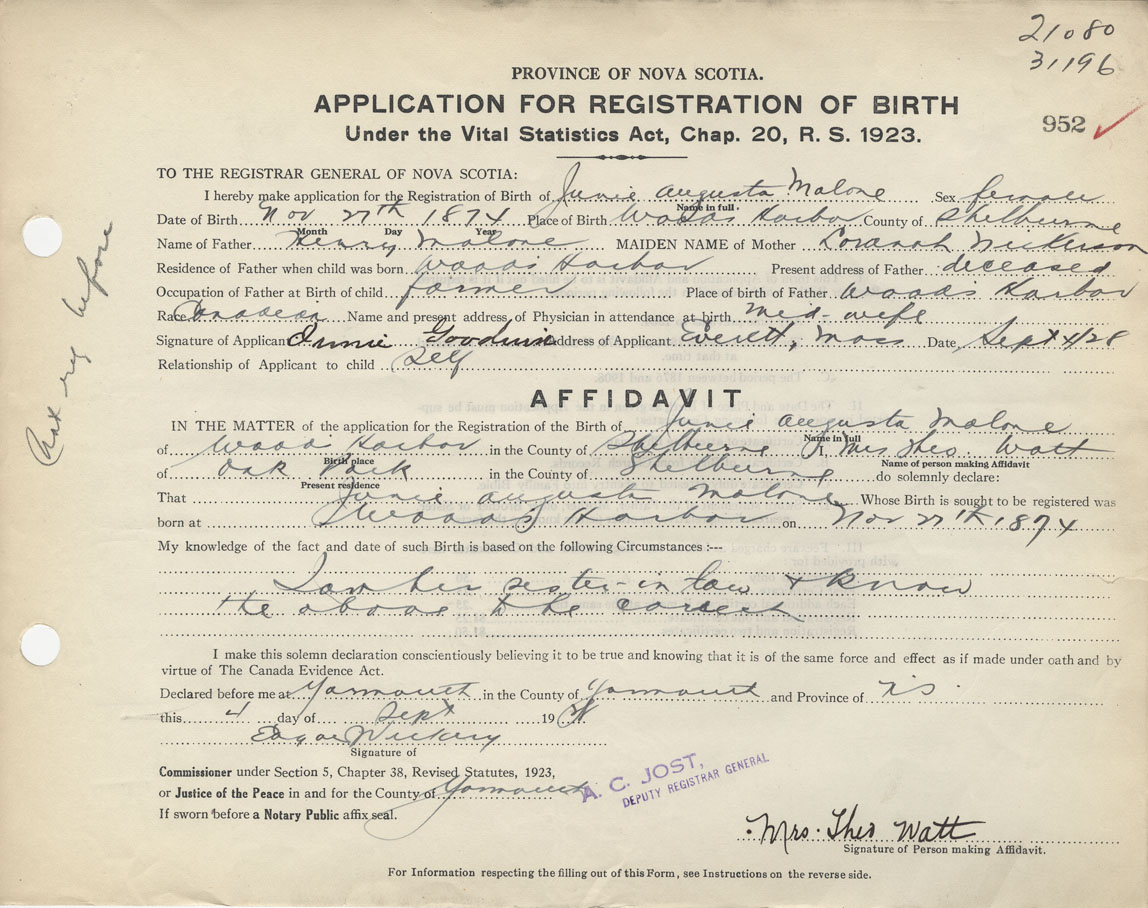 21080
31196
PROVINCE OF NOVA SCOTIA.
APPLICATION FOR REGISTRATION OF BIRTH
952
Under the Vital Statistics Act, Chap. 20, R. S. 1923.
TO THE REGISTRAR GENERAL OF NOVA SCOTIA:
I hereby make application for the Registration of Birth of Junie Augusta Malone Sex female
Name in full
Date of Birth Nov 27th 1874 Place of Birth Woods Harbor County of Shelburne
Month Day Year
Name of Father Henry Malone MAIDEN NAME of Mother Nickerson
Residence of Father when child was born Woods Harbor Present address of Father deceased
Occupation of Father at Birth of child farmer Place of birth of Father Woods Harbor
Race Canadean Name and present address of Physician in attendance at birth Mid-wife
Signature of Applicant Goodwin Address of Applicant Everett, Mass Date Sept 4/28
Relationship of Applicant to child Self
AFFIDAVIT
IN THE MATTER of the application for the Registration of the Birth of Junie Augusta Malone
Name in full
of Woods Harbor in the County of Shelburne I, Mrs Theo. Watt
Birth place Name of person making Affidavit
of Oak Park in the County of Shelburne do solemnly declare:
Present residence
That Junie Augusta Malone Whose Birth is sought to be registered was
born at Woods Harbor on Nov 27th 1874
My knowledge of the fact and date of such Birth is based on the following Circumstances :---
I am her sister-in law & know
the above to be correct
I make this solemn declaration conscientiously believing it to be true and knowing that it is of the same force and effect as if made under oath and by
virtue of The Canada Evidence Act.
Declared before me at Yarmouth in the County of Yarmouth and Province of N.S.
this 4 day of Sept 19
Signature of
Commissioner under Section 5, Chapter 38, Revised Statutes, 1923,
or Justice of the Peace in and for the County of Yarmouth
If sworn before a Notary Public affix seal.
A. C. JOST,
DEPUTY REGISTRAR GENERAL
Mrs. Theo Watt
Signature of Person making Affidavit.
For Information respecting the filling out of this Form, see Instructions on the reverse side.
before